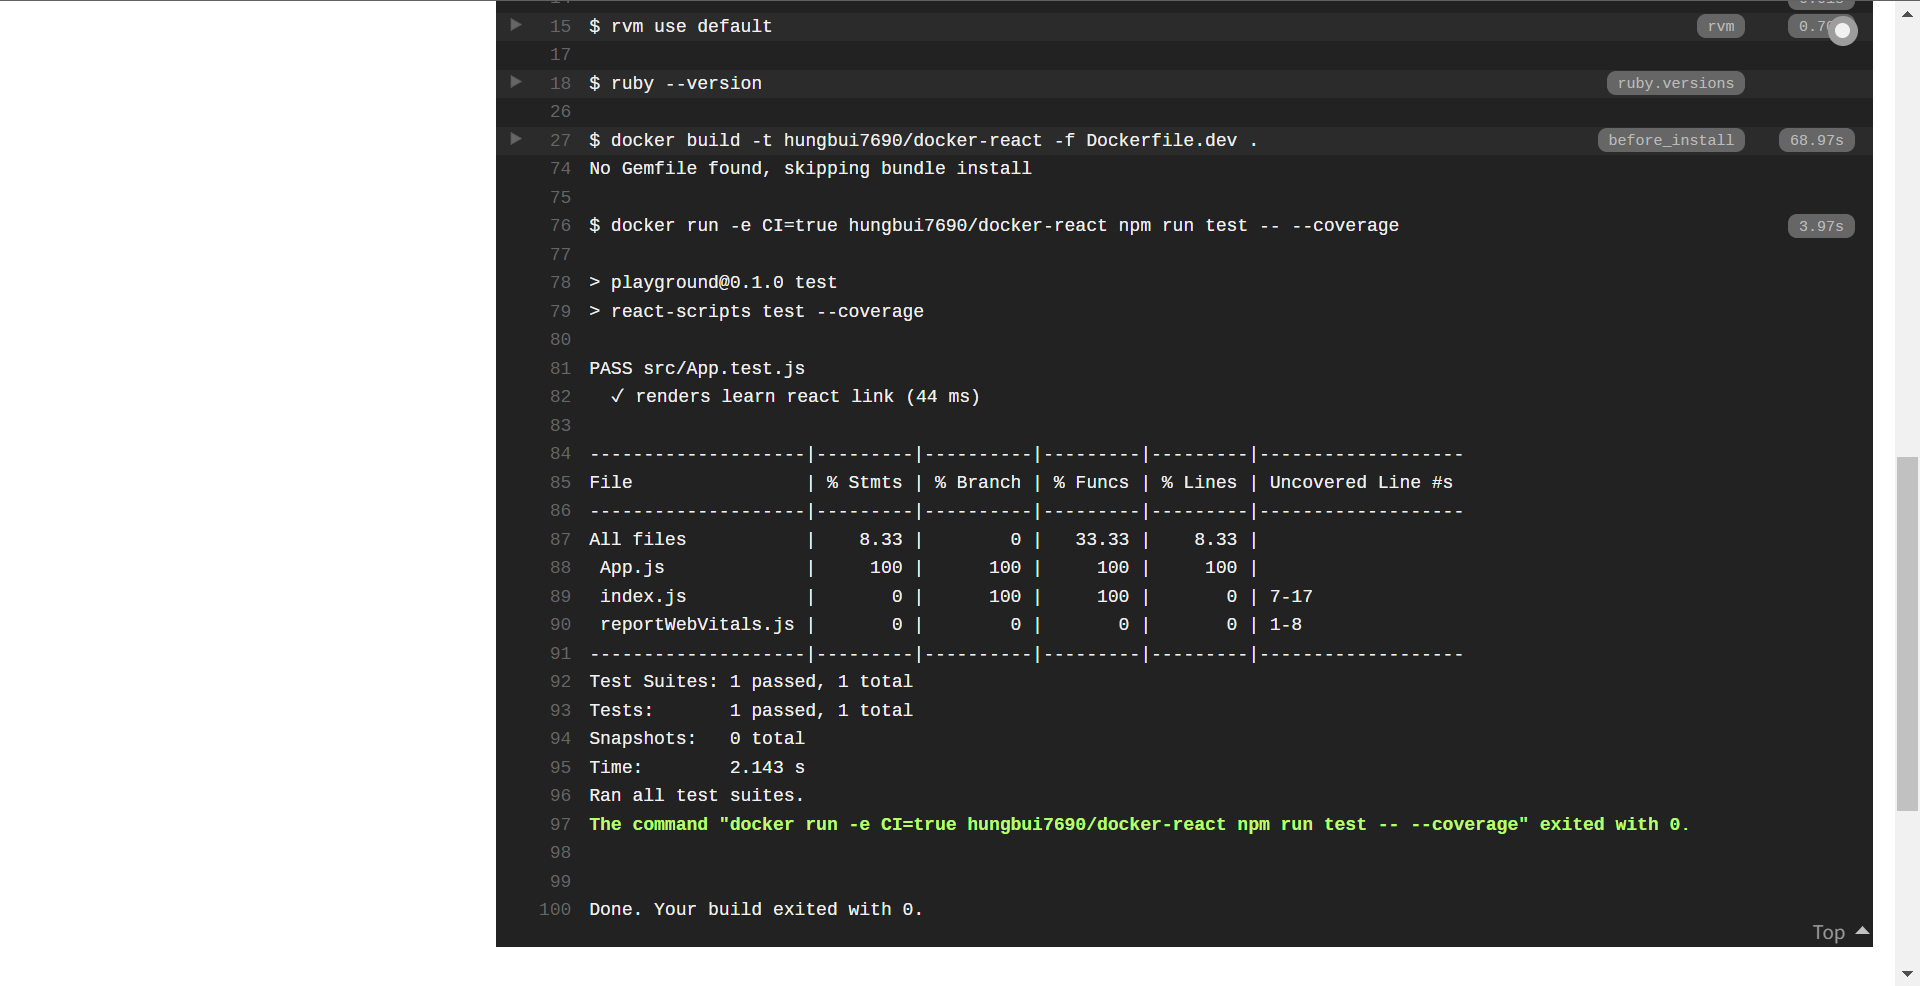 15 $ rvm use default rvm
17
18 $ ruby --version ruby.versions
26
27 $ docker build -t hungbui7690/docker-react -f Dockerfile.dev . before_install 68.97s
74 No Gemfile found, skipping bundle install
75
76 $ docker run -e CI=true hungbui7690/docker-react npm run test -- --coverage 3.97s
77
78 > playground@0.1.0 test
79 > react-scripts test --coverage
80
81 PASS src/App.test.js
82   ✓ renders learn react link (44 ms)
83
84 --------------------|---------|----------|---------|---------|-------------------
85 File                | % Stmts | % Branch | % Funcs | % Lines | Uncovered Line #s
86 --------------------|---------|----------|---------|---------|-------------------
87 All files           |    8.33 |        0 |   33.33 |    8.33 |
88  App.js             |     100 |      100 |     100 |     100 |
89  index.js           |       0 |      100 |     100 |       0 | 7-17
90  reportWebVitals.js |       0 |        0 |       0 |       0 | 1-8
91 --------------------|---------|----------|---------|---------|-------------------
92 Test Suites: 1 passed, 1 total
93 Tests:       1 passed, 1 total
94 Snapshots:   0 total
95 Time:        2.143 s
96 Ran all test suites.
97 The command "docker run -e CI=true hungbui7690/docker-react npm run test -- --coverage" exited with 0.
98
99
100 Done. Your build exited with 0.
Top